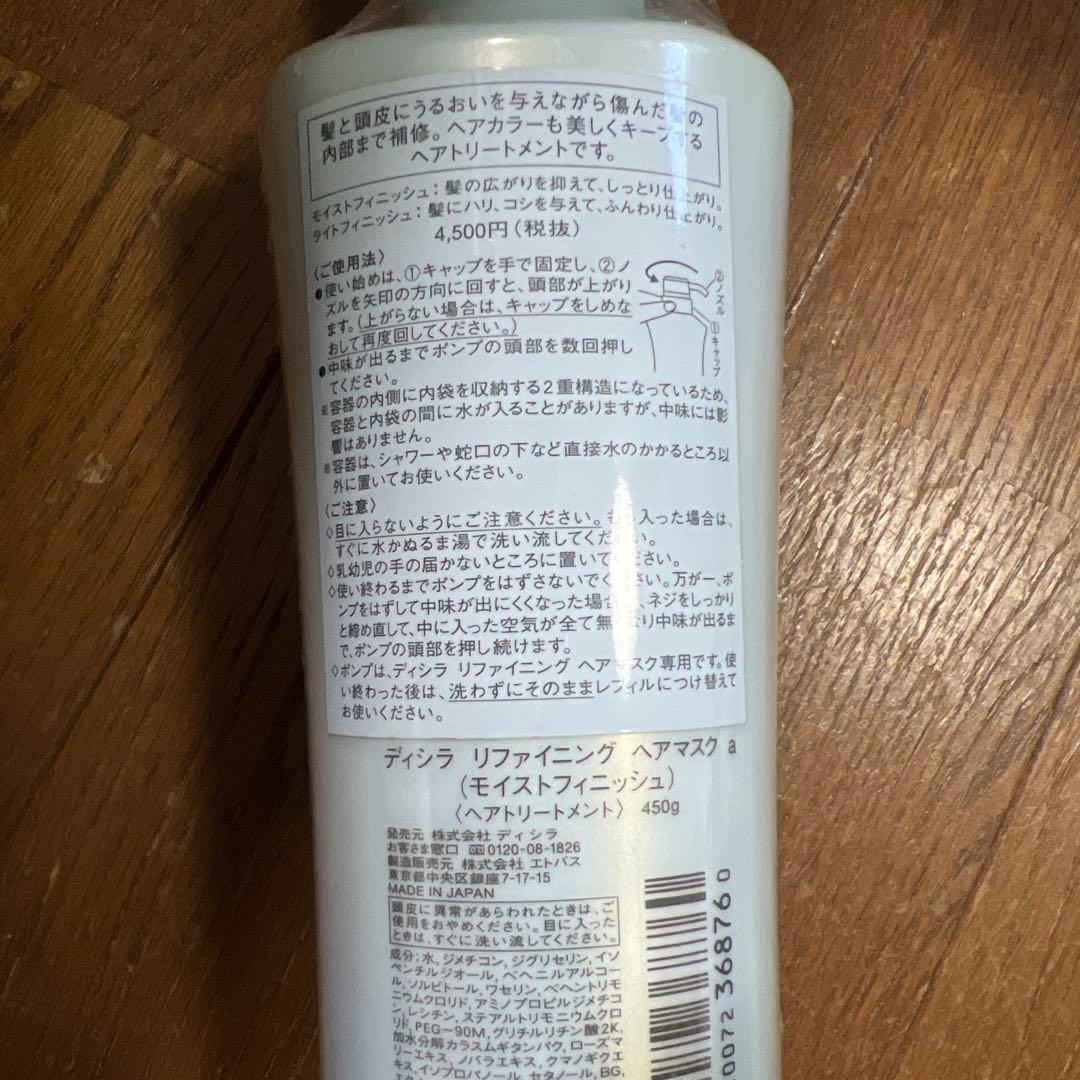 髪と頭皮にうるおいを与えながら傷んだ髪の
内部まで補修。ヘアカラーも美しくキープする
ヘアトリートメントです。
モイストフィニッシュ：髪の広がりを抑えて、しっとり仕上がり。
ライトフィニッシュ：髪にハリ、コシを与えて、ふんわり仕上がり。
4,500円（税抜）
〈ご使用法〉
●使い始めは、①キャップを手で固定し、②ノ
ズルを矢印の方向に回すと、頭部が上がり
ます。（上がらない場合は、キャップをしめな
おして再度回してください。）
●中味が出るまでポンプの頭部を数回押し
てください。
②ノズル
①キャップ
※容器の内側に内袋を収納する2重構造になっているため、
容器と内袋の間に水が入ることがありますが、中味には影
響はありません。
※容器は、シャワーや蛇口の下など直接水のかかるところ以
外に置いてお使いください。
〈ご注意〉
◇目に入らないようにご注意ください。もし入った場合は、
すぐに水かぬるま湯で洗い流してください。
◇乳幼児の手の届かないところに置いてください。
◇使い終わるまでポンプをはずさないでください。万が一、ポ
ンプをはずして中味が出にくくなった場合、ネジをしっかり
と締め直して、中に入った空気が全て無くなり中味が出るま
で、ポンプの頭部を押し続けます。
◇ポンプは、ディシラ リファイニング ヘアマスク専用です。使
い終わった後は、洗わずにそのままレフィルにつけ替えて
お使いください。
ディシラ リファイニング ヘアマスク a
（モイストフィニッシュ）
〈ヘアトリートメント〉 450g
発売元 株式会社 ディシラ
お客さま窓口 0120-08-1826
製造販売元 株式会社 エトバス
東京都中央区銀座7-17-15
MADE IN JAPAN
頭皮に異常があらわれたときは、ご
使用をおやめください。目に入った
ときは、すぐに洗い流してください。
成分：水，ジメチコン，ジグリセリン，イソ
ペンチルジオール，ベヘニルアルコー
ル，ソルビトール，ワセリン，ベヘントリモ
ニウムクロリド，アミノプロピルジメチコ
ン，レシチン，ステアルトリモニウムクロ
リド，PEG-90M，グリチルリチン酸2K，
加水分解カラスムギタンパク，ローズマ
リーエキス，ノバラエキス，クマノギクエ
キス，イソプロパノール，セタノール，BG，
0072 368760